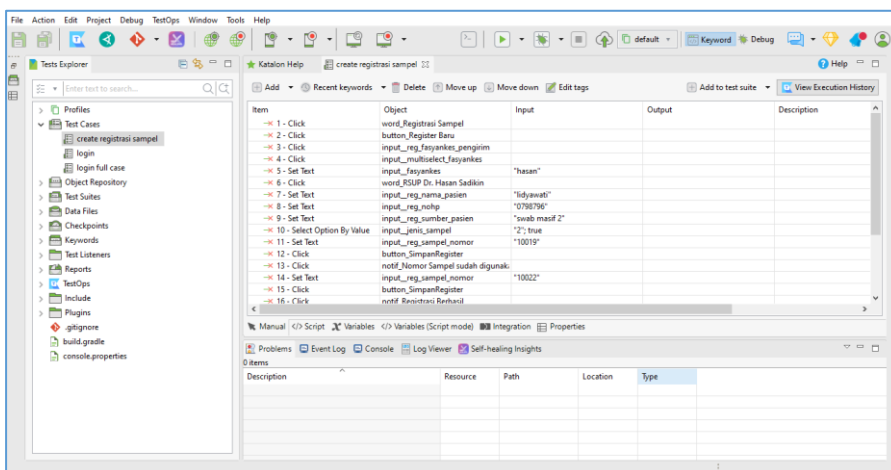 File Action Edit Project Debug TestOps Window Tools Help
default Keyword Debug
Tests Explorer
Katalon Help create registrasi sampel Help
Enter text to search...
Add Recent keywords Delete Move up Move down Edit tags Add to test suite View Execution History
Profiles
Test Cases
create registrasi sampel
login
login full case
Object Repository
Test Suites
Data Files
Checkpoints
Keywords
Test Listeners
Reports
TestOps
Include
Plugins
.gitignore
build.gradle
console.properties
Item Object Input Output Description
1 - Click word_Registrasi Sampel
2 - Click button_Register Baru
3 - Click input__reg_fasyankes_pengirim
4 - Click input__multiselect_fasyankes
5 - Set Text input__fasyankes "hasan"
6 - Click word_RSUP Dr. Hasan Sadikin
7 - Set Text input__reg_nama_pasien "lidyawati"
8 - Set Text input__reg_nohp "0798796"
9 - Set Text input__reg_sumber_pasien "swab masif 2"
10 - Select Option By Value input__jenis_sampel "2"; true
11 - Set Text input__reg_sampel_nomor "10019"
12 - Click button_SimpanRegister
13 - Click notif_Nomor Sampel sudah digunak
14 - Set Text input__reg_sampel_nomor "10022"
15 - Click button_SimpanRegister
16 - Click notif_Registrasi Berhasil
Manual </> Script Variables </> Variables (Script mode) Integration Properties
Problems Event Log Console Log Viewer Self-healing Insights
0 items
Description Resource Path Location Type